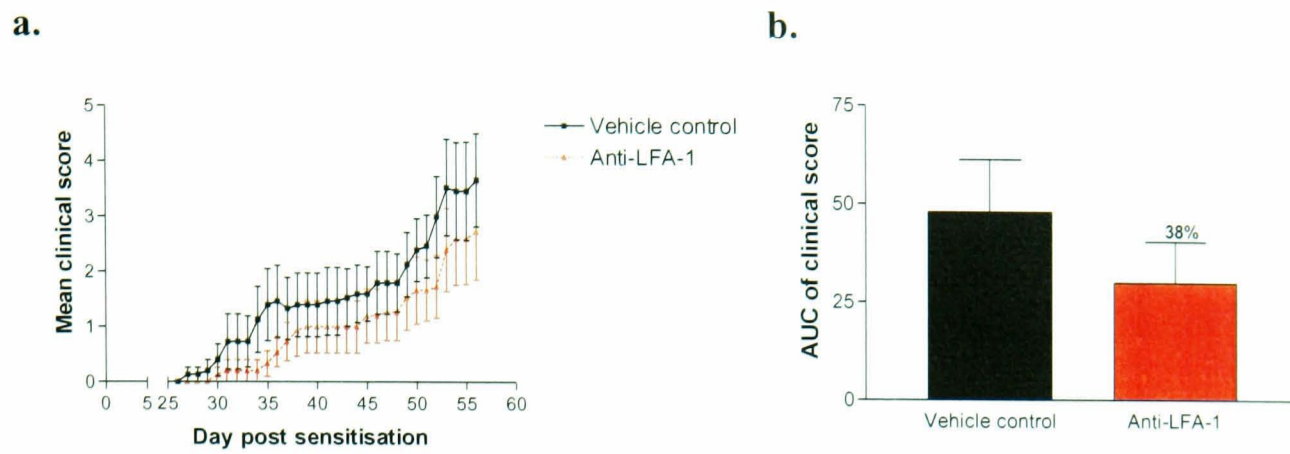 a.
b.
5
4
3
2
1
0
Mean clinical score
0 5 25 30 35 40 45 50 55 60
Day post sensitisation
Vehicle control
Anti-LFA-1
75
50
25
0
AUC of clinical score
38%
Vehicle control Anti-LFA-1